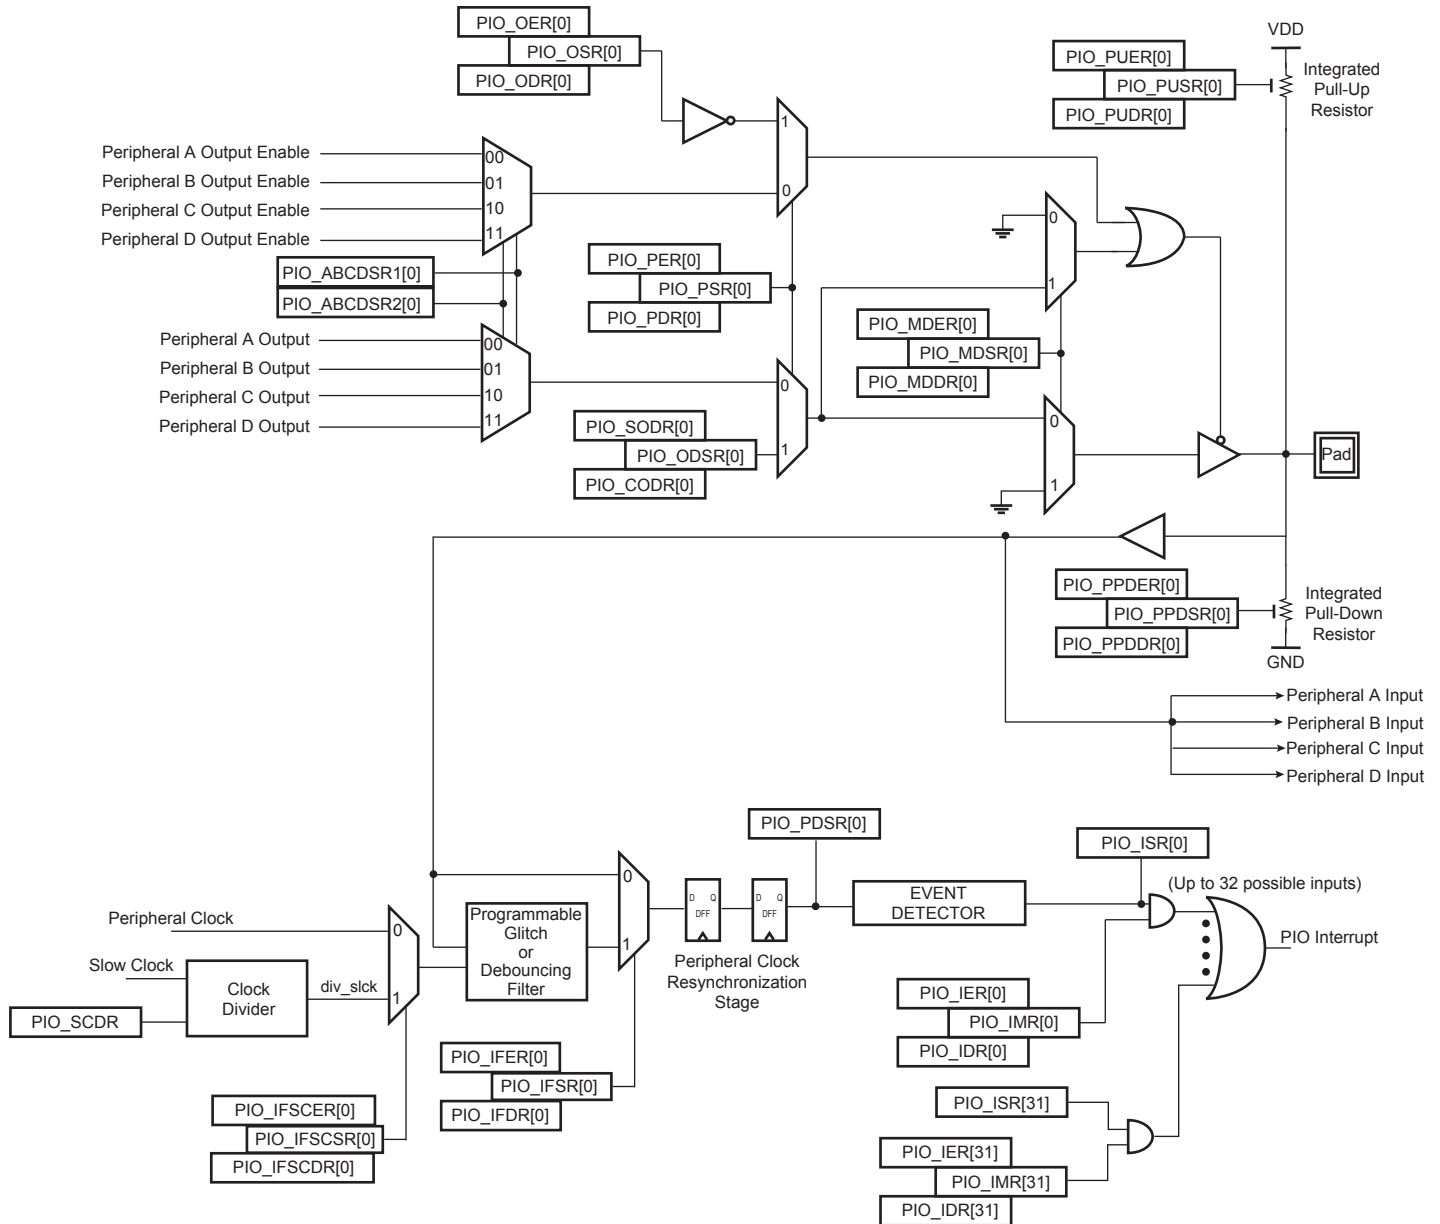 PIO_OER[0]
PIO_OSR[0]
PIO_ODR[0]
VDD
PIO_PUER[0]
PIO_PUSR[0]
PIO_PUDR[0]
Integrated
Pull-Up
Resistor
1
0
Peripheral A Output Enable
Peripheral B Output Enable
Peripheral C Output Enable
Peripheral D Output Enable
00
01
10
11
PIO_ABCDSR1[0]
PIO_ABCDSR2[0]
PIO_PER[0]
PIO_PSR[0]
PIO_PDR[0]
0
1
PIO_MDER[0]
PIO_MDSR[0]
PIO_MDDR[0]
Peripheral A Output
Peripheral B Output
Peripheral C Output
Peripheral D Output
00
01
10
11
0
1
PIO_SODR[0]
PIO_ODSR[0]
PIO_CODR[0]
0
1
Pad
PIO_PPDER[0]
PIO_PPDSR[0]
PIO_PPDDR[0]
Integrated
Pull-Down
Resistor
GND
Peripheral A Input
Peripheral B Input
Peripheral C Input
Peripheral D Input
PIO_PDSR[0]
PIO_ISR[0]
(Up to 32 possible inputs)
0
1
D Q
DFF
D Q
DFF
EVENT
DETECTOR
Peripheral Clock
Resynchronization
Stage
PIO Interrupt
Peripheral Clock
Slow Clock
Clock
Divider
div_slck
0
1
Programmable
Glitch
or
Debouncing
Filter
PIO_SCDR
PIO_IER[0]
PIO_IMR[0]
PIO_IDR[0]
PIO_IFER[0]
PIO_IFSR[0]
PIO_IFDR[0]
PIO_IFSCER[0]
PIO_IFSCSR[0]
PIO_IFSCDR[0]
PIO_ISR[31]
PIO_IER[31]
PIO_IMR[31]
PIO_IDR[31]